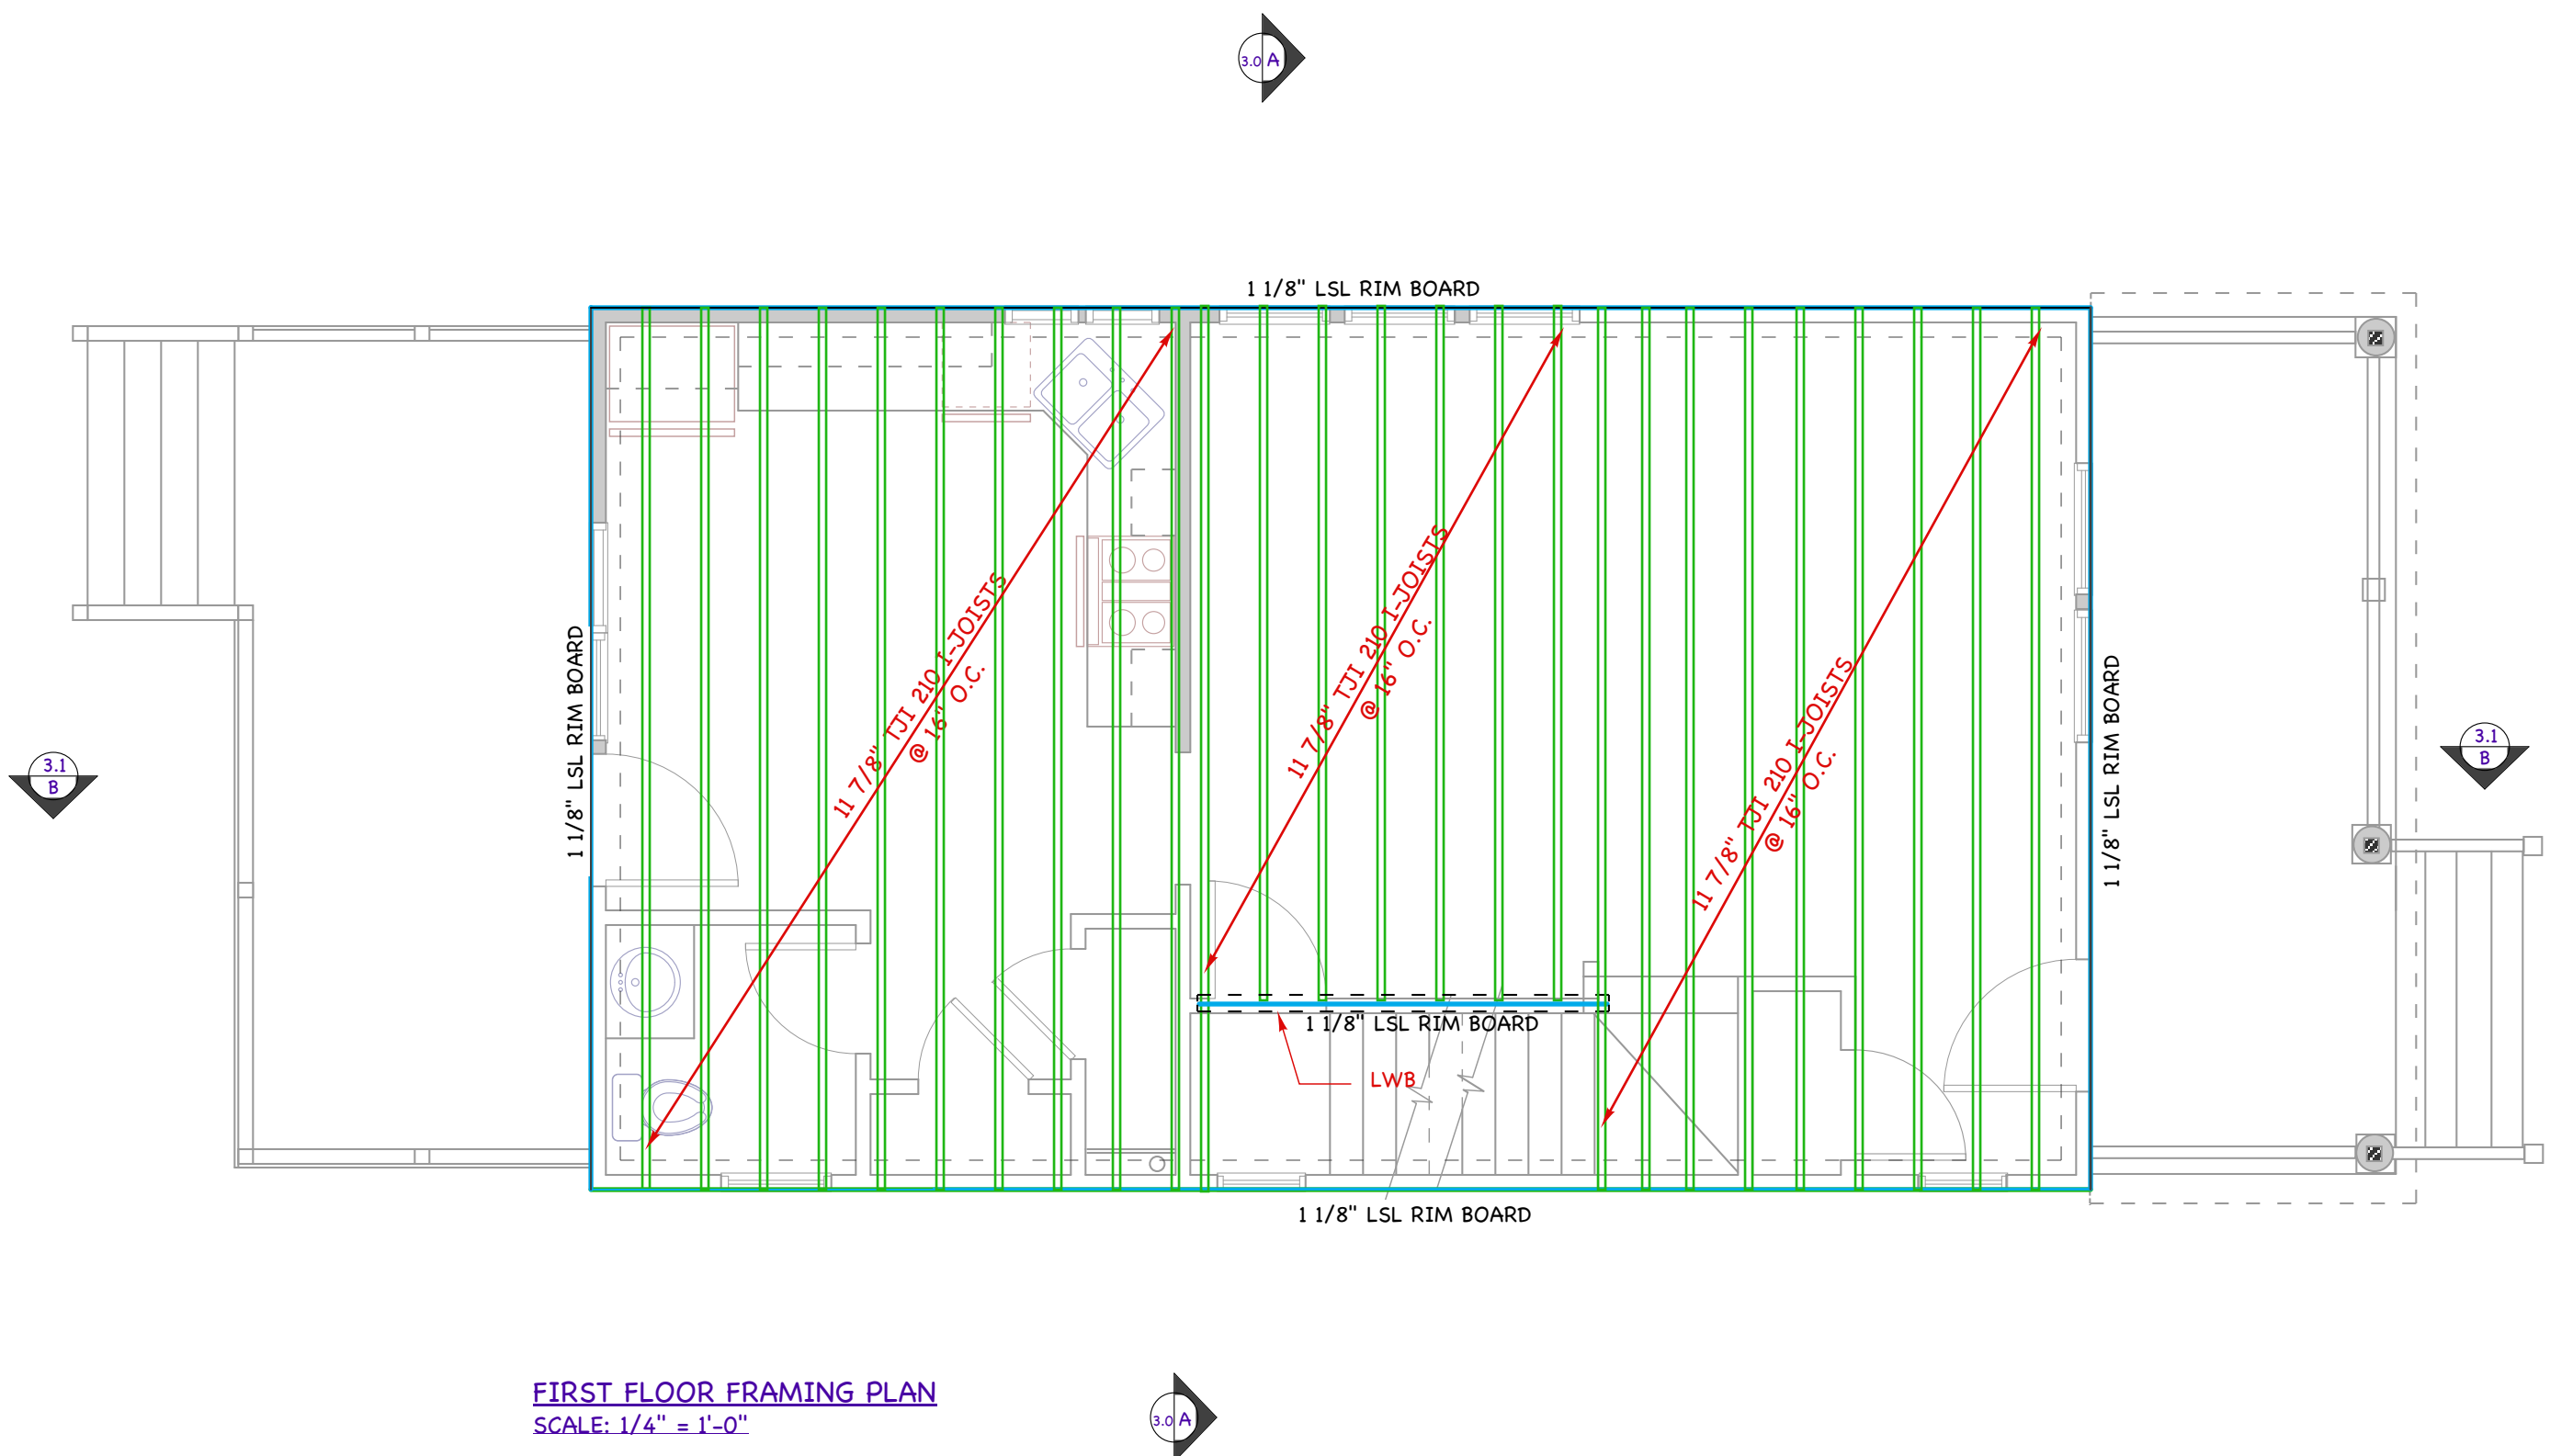 3.0 A
1 1/8" LSL RIM BOARD
11 7/8" TJI 210 I-JOISTS
@ 16" O.C.
11 7/8" TJI 210 I-JOISTS
@ 16" O.C.
11 7/8" TJI 210 I-JOISTS
@ 16" O.C.
1 1/8" LSL RIM BOARD
1 1/8" LSL RIM BOARD
3.1
B
3.1
B
1 1/8" LSL RIM BOARD
LWB
1 1/8" LSL RIM BOARD
FIRST FLOOR FRAMING PLAN
SCALE: 1/4" = 1'-0"
3.0 A